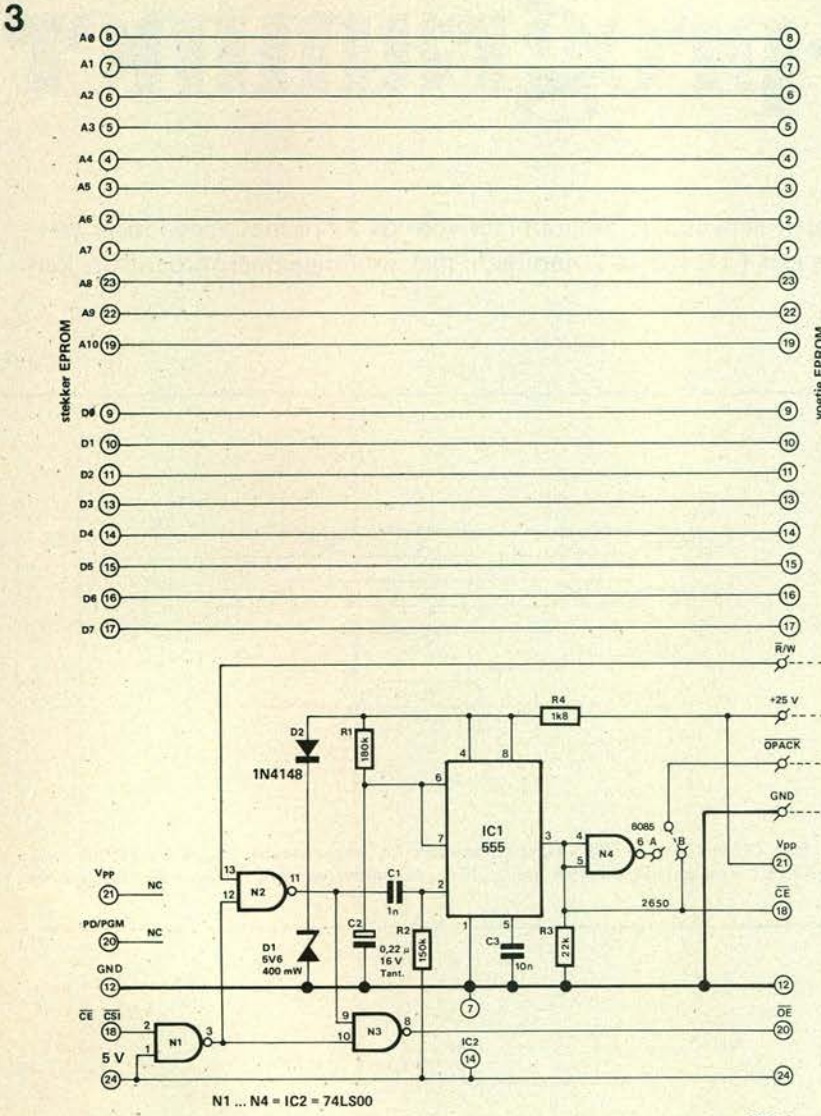 3
A0 8 8
A1 7 7
A2 6 6
A3 5 5
A4 4 4
A5 3 3
A6 2 2
A7 1 1
A8 23 23
A9 22 22
A10 19 19
stekker EPROM
voetje EPROM
D0 9 9
D1 10 10
D2 11 11
D3 13 13
D4 14 14
D5 15 15
D6 16 16
D7 17 17
R̅/W
+25 V
R4
1k8
D2
1N4148
R1
180k
4 8
6
7
2
1 5
3
IC1
555
O̅P̅A̅C̅K̅
GND
8085
4
5
N4
6 A
B
2650
Vpp
21
C̅E̅
18
VPP
21 NC
PD/PGM
20 NC
GND
12
13
12
N2
11
C1
1n
C2
0,22 µ
16 V
Tant.
R2
150k
C3
10n
R3
22k
D1
5V6
400 mW
12
7
C̅E̅ C̅S̅I̅
18
2
1
N1
3
9
10
N3
8
O̅E̅
20
IC2
14
5 V
24
24
N1 ... N4 = IC2 = 74LS00